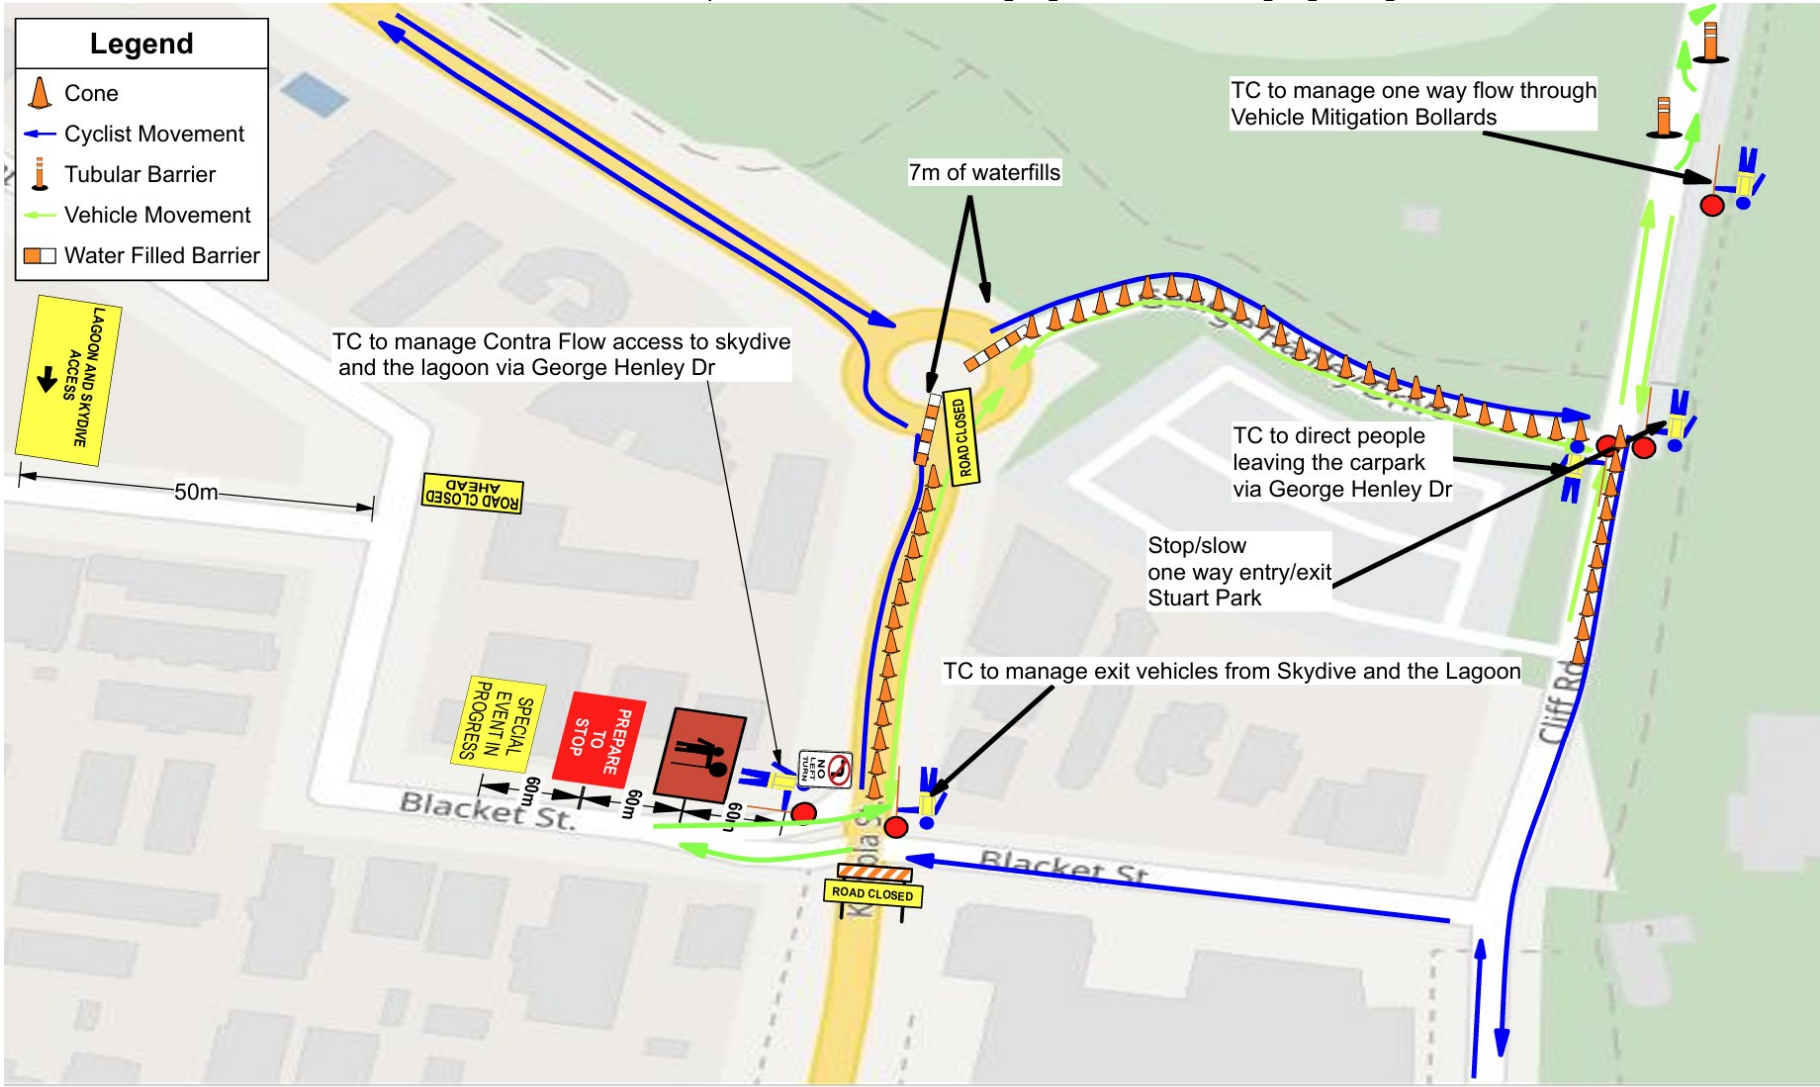 Legend
Cone
Cyclist Movement
Tubular Barrier
Vehicle Movement
Water Filled Barrier
TC to manage one way flow through
Vehicle Mitigation Bollards
7m of waterfills
LAGOON AND SKYDIVE
ACCESS
TC to manage Contra Flow access to skydive
and the lagoon via George Henley Dr
ROAD CLOSED
50m
ROAD CLOSED
AHEAD
TC to direct people
leaving the carpark
via George Henley Dr
Stop/slow
one way entry/exit
Stuart Park
TC to manage exit vehicles from Skydive and the Lagoon
Cliff Rd
SPECIAL
EVENT IN
PROGRESS
PREPARE
TO
STOP
NO
LEFT
TURN
60m
60m
60m
Blacket St.
Blacket St
ROAD CLOSED